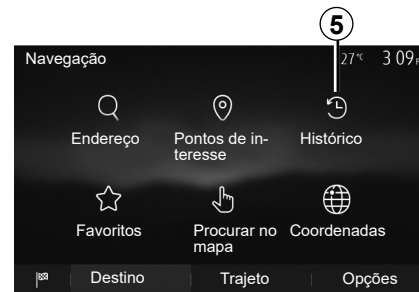 5
Navegação 27 °C 3 09
Endereço Pontos de in-
teresse Histórico
Favoritos Procurar no
mapa Coordenadas
Destino Trajeto Opções